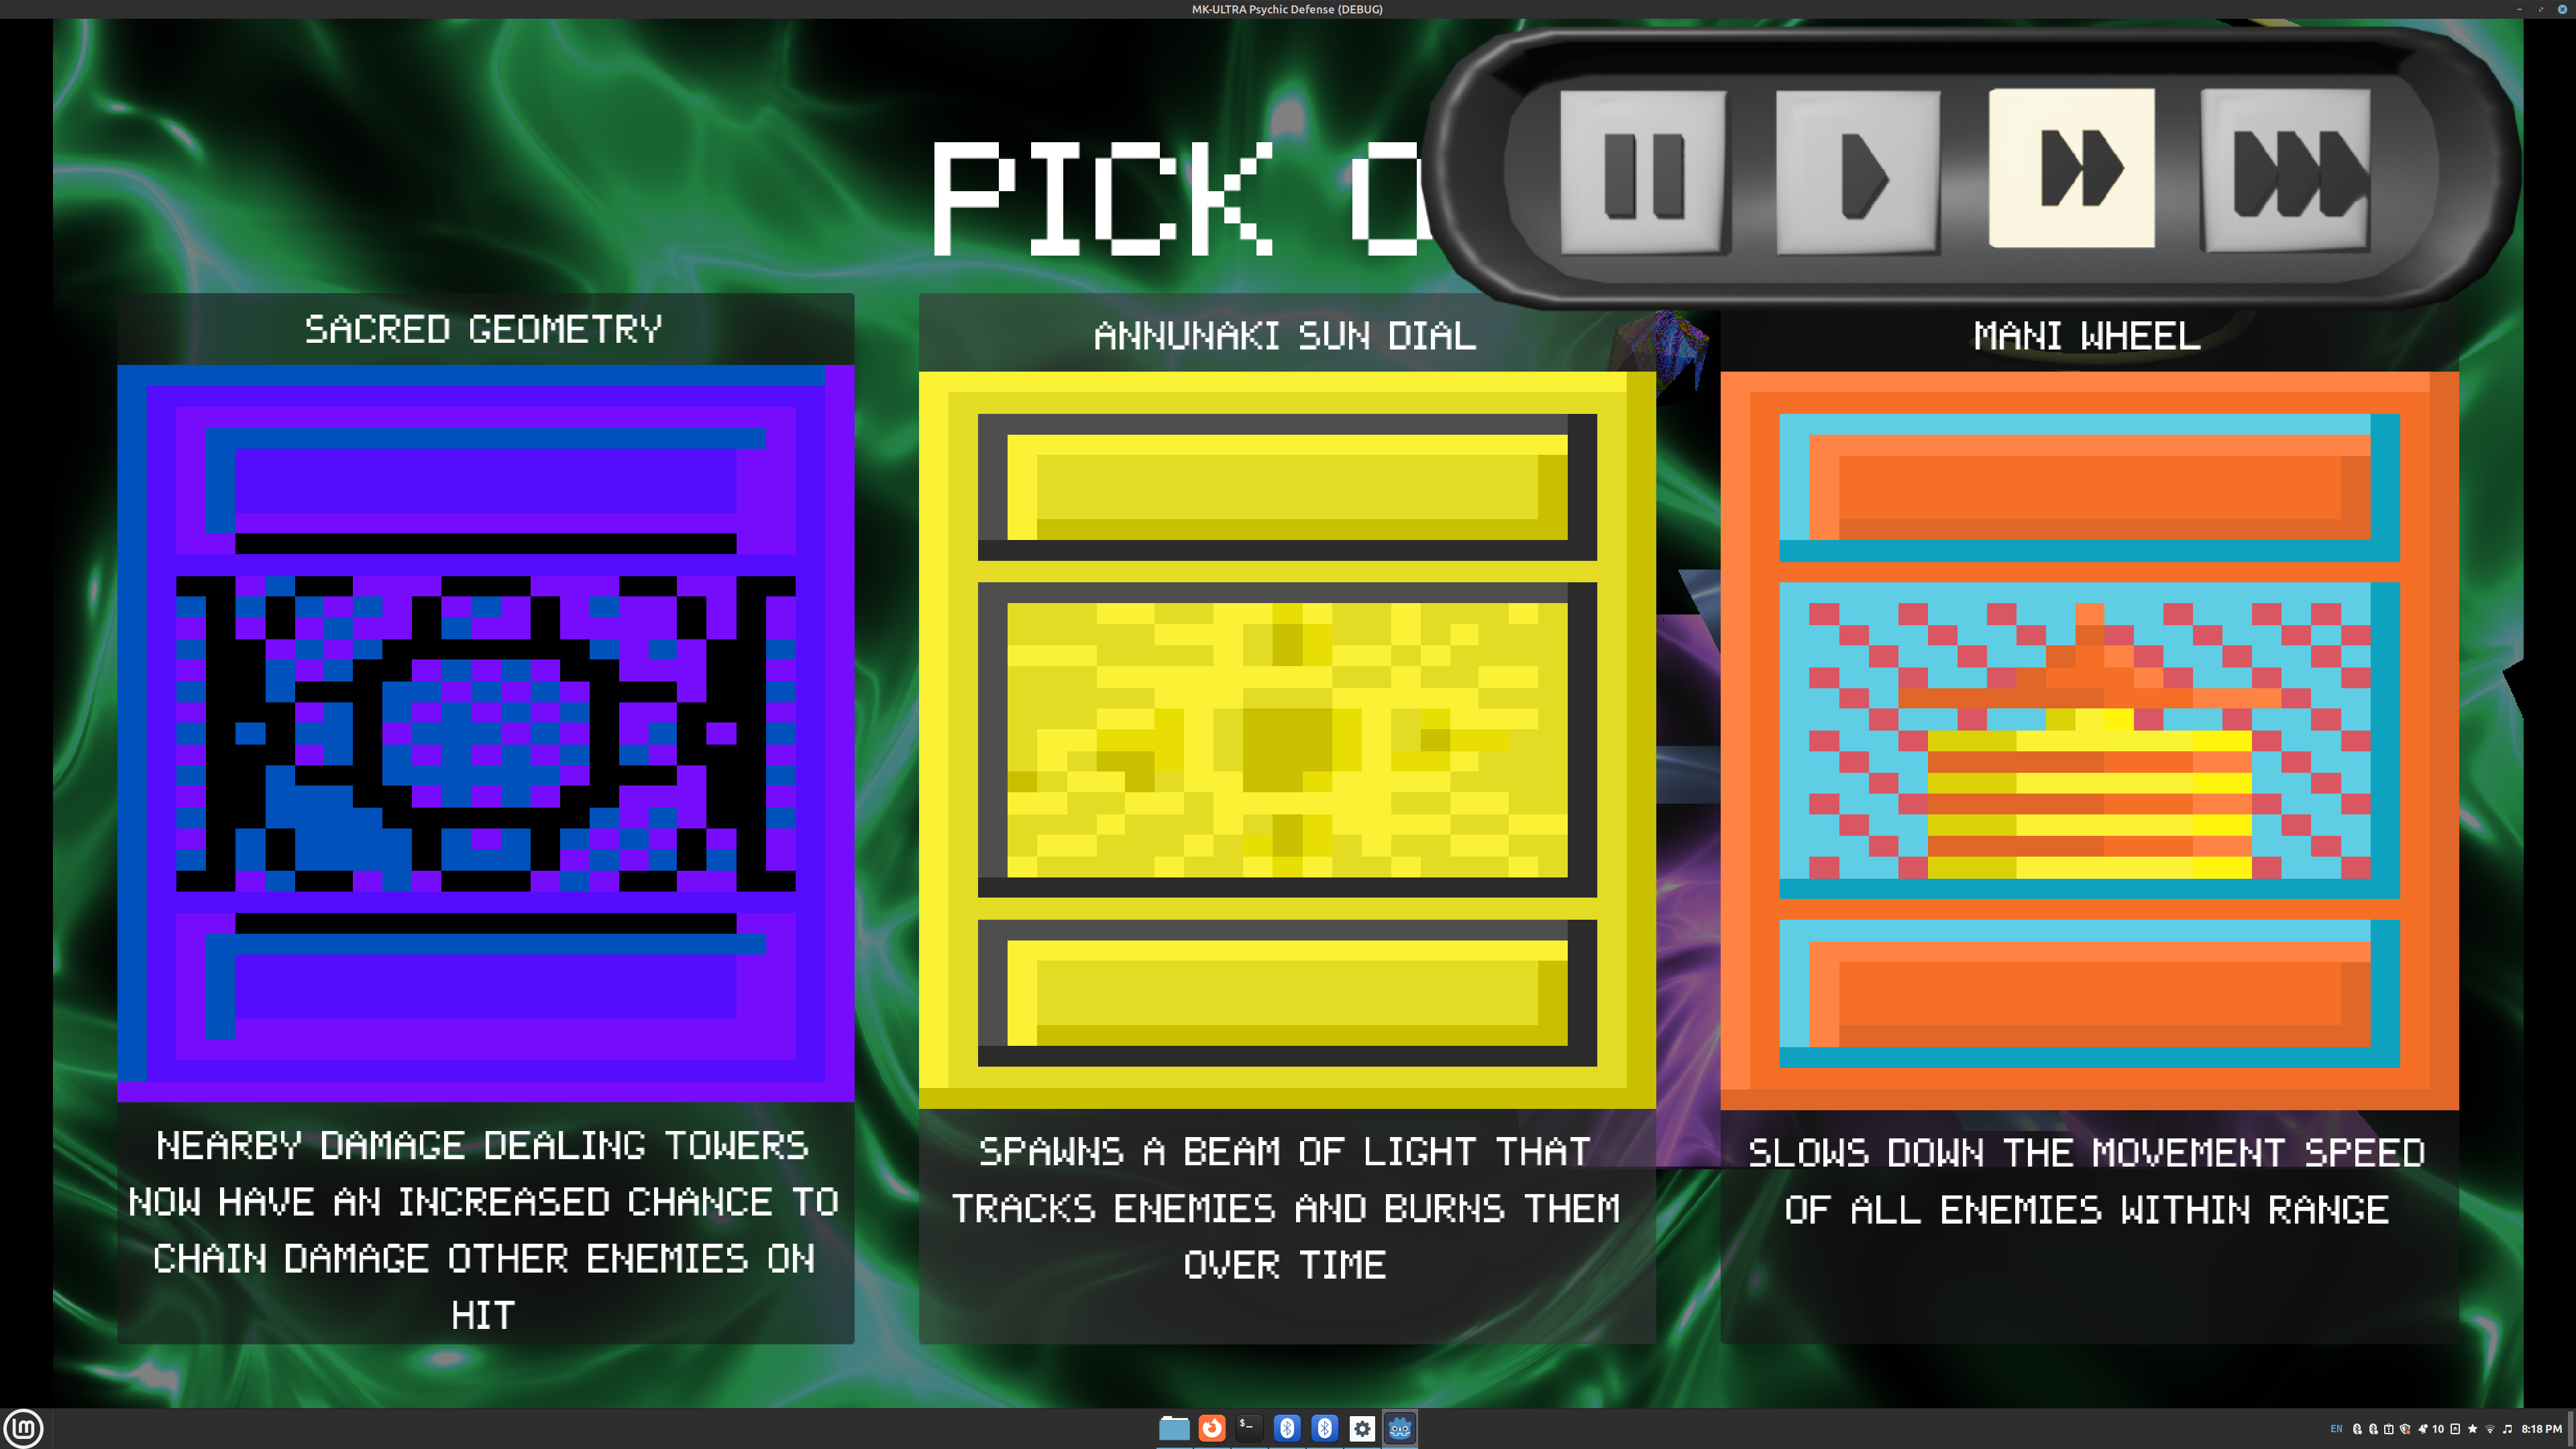 MK-ULTRA Psychic Defense (DEBUG)
PICK
SACRED GEOMETRY
ANNUNAKI SUN DIAL
MANI WHEEL
NEARBY DAMAGE DEALING TOWERS
NOW HAVE AN INCREASED CHANCE TO
CHAIN DAMAGE OTHER ENEMIES ON
HIT
SPAWNS A BEAM OF LIGHT THAT
TRACKS ENEMIES AND BURNS THEM
OVER TIME
SLOWS DOWN THE MOVEMENT SPEED
OF ALL ENEMIES WITHIN RANGE
EN
10
8:18 PM